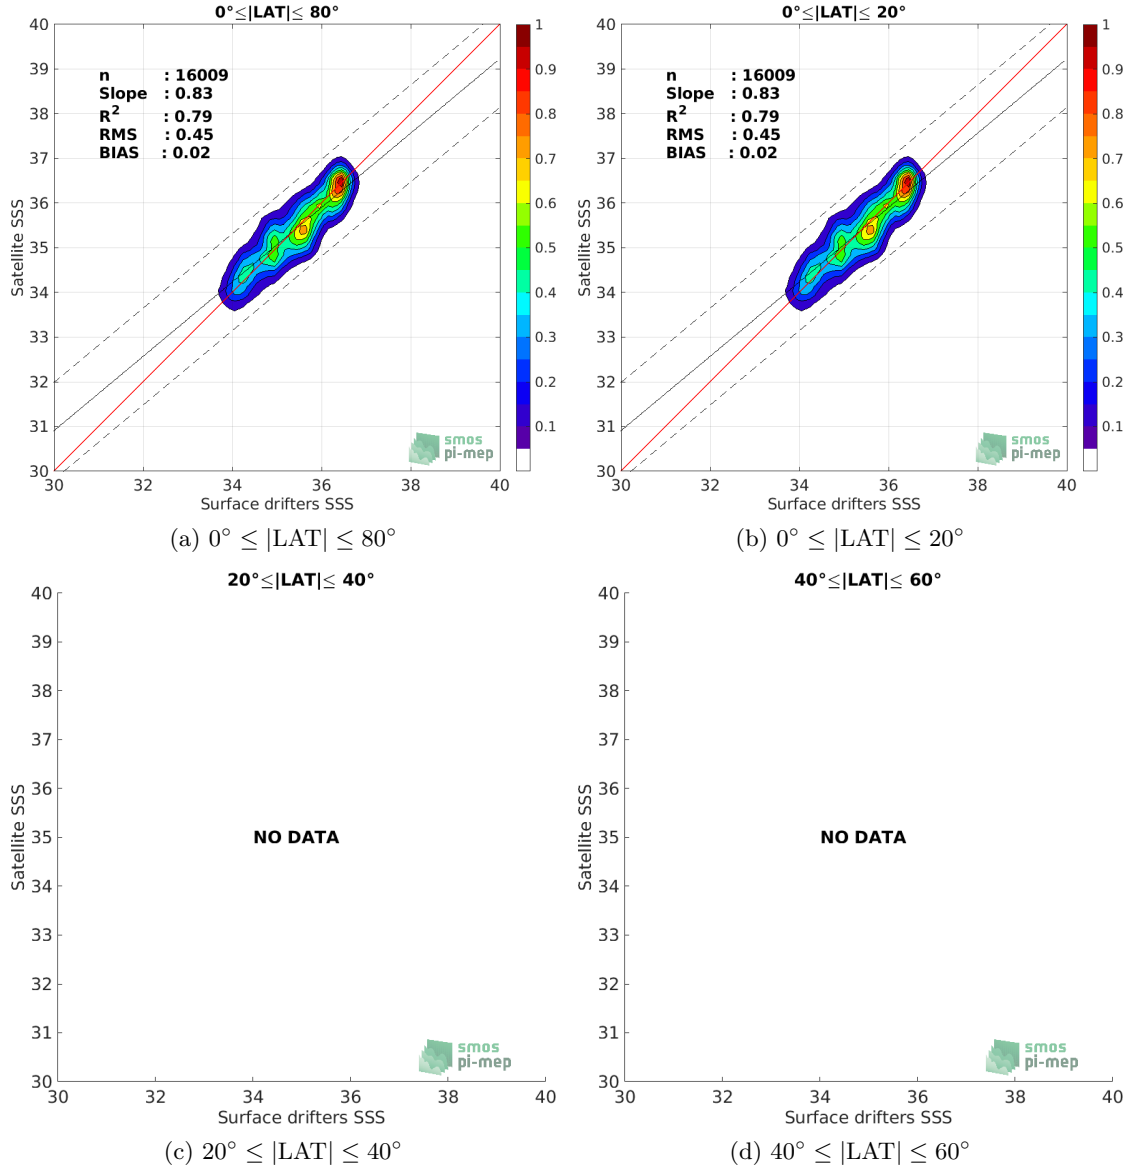 0°≤|LAT|≤ 80°
n : 16009
Slope : 0.83
R² : 0.79
RMS : 0.45
BIAS : 0.02
Satellite SSS
40
39
38
37
36
35
34
33
32
31
30
30 32 34 36 38 40
Surface drifters SSS
1
0.9
0.8
0.7
0.6
0.5
0.4
0.3
0.2
0.1
smos
pi-mep
(a) 0° ≤ |LAT| ≤ 80°
0°≤|LAT|≤ 20°
n : 16009
Slope : 0.83
R² : 0.79
RMS : 0.45
BIAS : 0.02
Satellite SSS
40
39
38
37
36
35
34
33
32
31
30
30 32 34 36 38 40
Surface drifters SSS
1
0.9
0.8
0.7
0.6
0.5
0.4
0.3
0.2
0.1
smos
pi-mep
(b) 0° ≤ |LAT| ≤ 20°
20°≤|LAT|≤ 40°
Satellite SSS
40
39
38
37
36
35
34
33
32
31
30
NO DATA
smos
pi-mep
30 32 34 36 38 40
Surface drifters SSS
(c) 20° ≤ |LAT| ≤ 40°
40°≤|LAT|≤ 60°
Satellite SSS
40
39
38
37
36
35
34
33
32
31
30
NO DATA
smos
pi-mep
30 32 34 36 38 40
Surface drifters SSS
(d) 40° ≤ |LAT| ≤ 60°